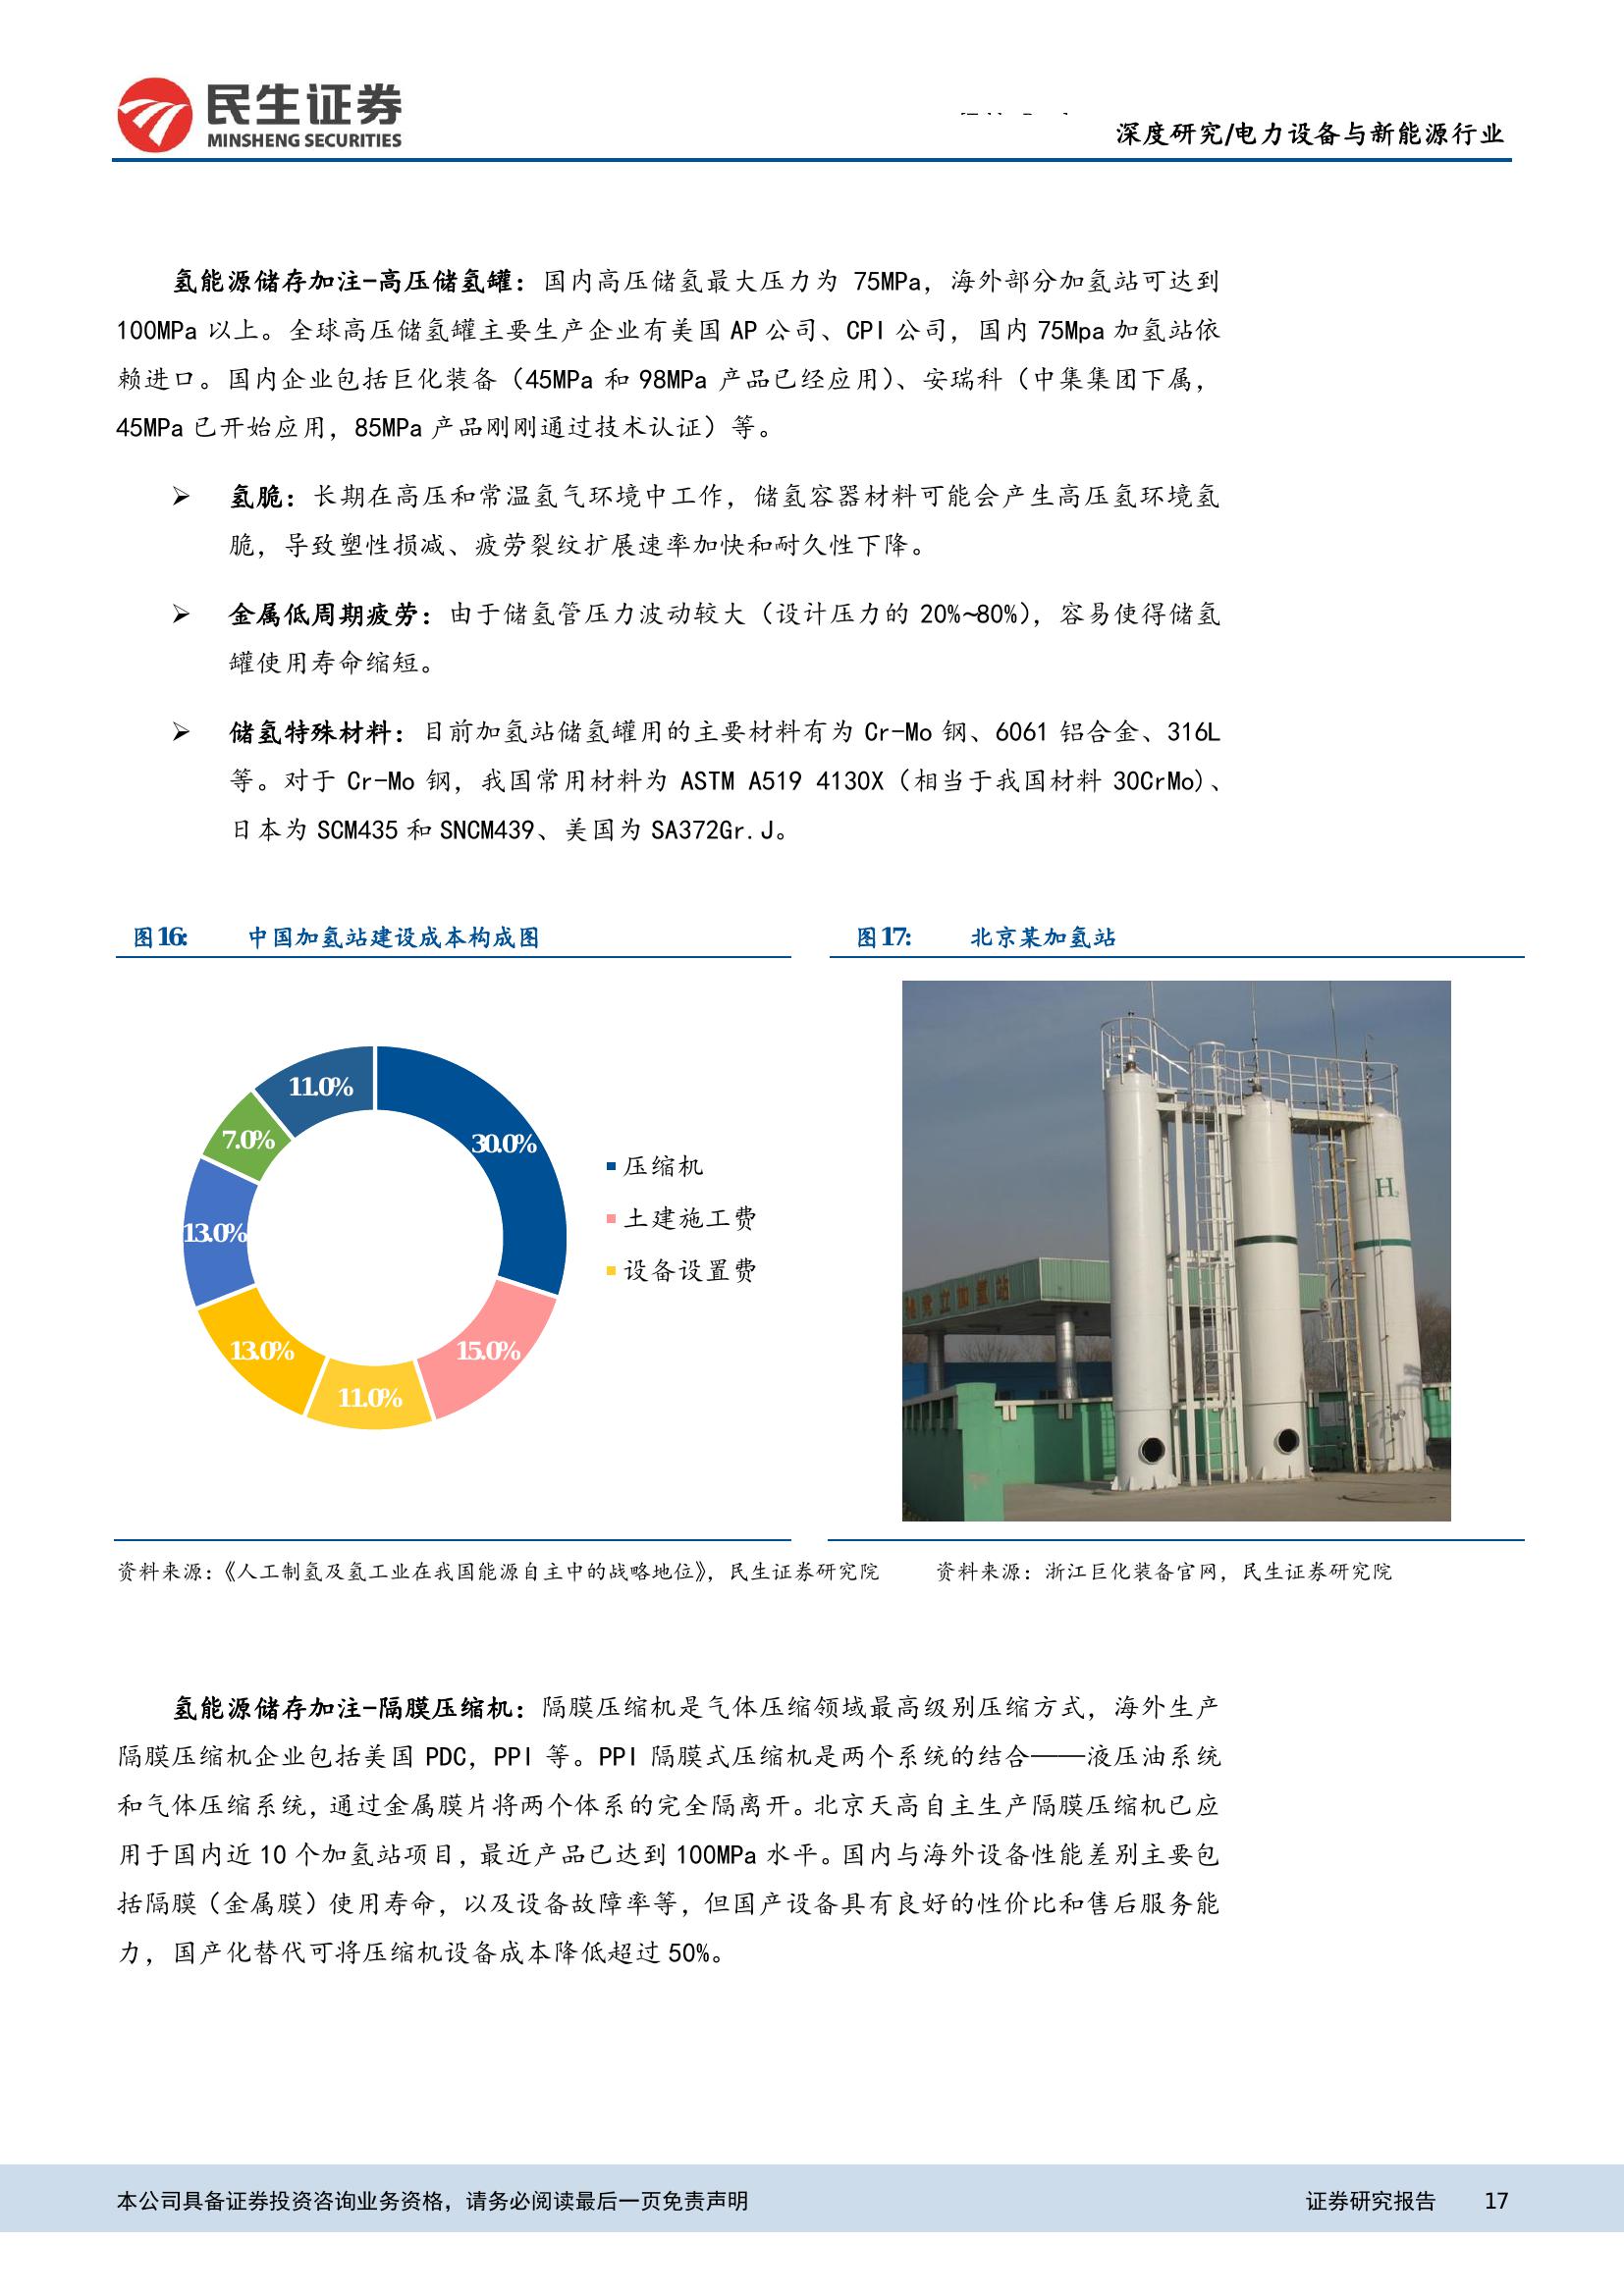 民生证券
MINSHENG SECURITIES
深度研究/电力设备与新能源行业
氢能源储存加注-高压储氢罐：国内高压储氢最大压力为 75MPa，海外部分加氢站可达到
100MPa 以上。全球高压储氢罐主要生产企业有美国 AP 公司、CPI 公司，国内 75Mpa 加氢站依
赖进口。国内企业包括巨化装备（45MPa 和 98MPa 产品已经应用）、安瑞科（中集集团下属，
45MPa 已开始应用，85MPa 产品刚刚通过技术认证）等。
➢ 氢脆：长期在高压和常温氢气环境中工作，储氢容器材料可能会产生高压氢环境氢
脆，导致塑性损减、疲劳裂纹扩展速率加快和耐久性下降。
➢ 金属低周期疲劳：由于储氢管压力波动较大（设计压力的 20%~80%），容易使得储氢
罐使用寿命缩短。
➢ 储氢特殊材料：目前加氢站储氢罐用的主要材料有为 Cr-Mo 钢、6061 铝合金、316L
等。对于 Cr-Mo 钢，我国常用材料为 ASTM A519 4130X（相当于我国材料 30CrMo）、
日本为 SCM435 和 SNCM439、美国为 SA372Gr.J。
图 16: 中国加氢站建设成本构成图
30.0%
15.0%
11.0%
13.0%
13.0%
7.0%
11.0%
压缩机
土建施工费
设备设置费
资料来源：《人工制氢及氢工业在我国能源自主中的战略地位》，民生证券研究院
图 17: 北京某加氢站
H₂
立加氢站
资料来源：浙江巨化装备官网，民生证券研究院
氢能源储存加注-隔膜压缩机：隔膜压缩机是气体压缩领域最高级别压缩方式，海外生产
隔膜压缩机企业包括美国 PDC，PPI 等。PPI 隔膜式压缩机是两个系统的结合——液压油系统
和气体压缩系统，通过金属膜片将两个体系的完全隔离开。北京天高自主生产隔膜压缩机已应
用于国内近 10 个加氢站项目，最近产品已达到 100MPa 水平。国内与海外设备性能差别主要包
括隔膜（金属膜）使用寿命，以及设备故障率等，但国产设备具有良好的性价比和售后服务能
力，国产化替代可将压缩机设备成本降低超过 50%。
本公司具备证券投资咨询业务资格，请务必阅读最后一页免责声明
证券研究报告 17